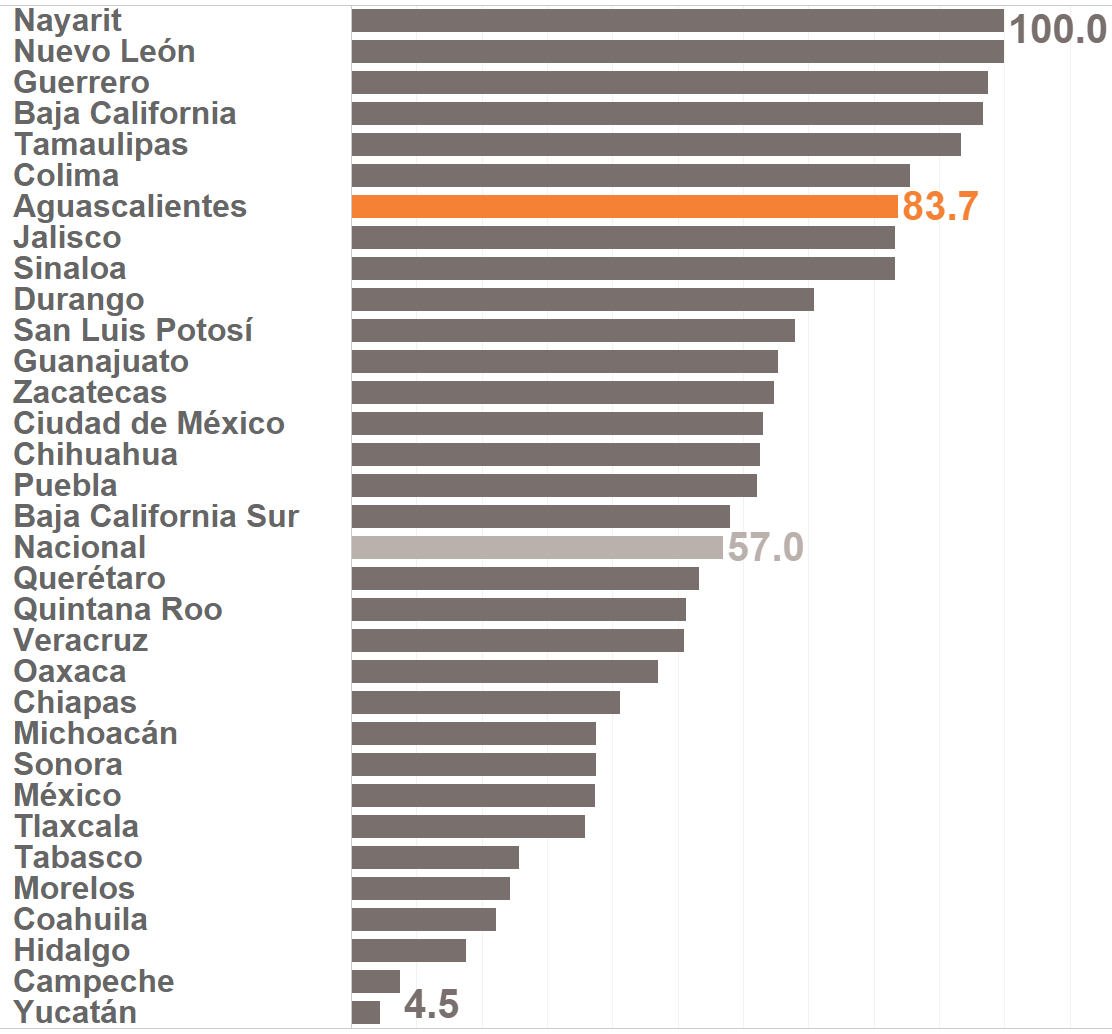 Nayarit 100.0
Nuevo León
Guerrero
Baja California
Tamaulipas
Colima
Aguascalientes 83.7
Jalisco
Sinaloa
Durango
San Luis Potosí
Guanajuato
Zacatecas
Ciudad de México
Chihuahua
Puebla
Baja California Sur
Nacional 57.0
Querétaro
Quintana Roo
Veracruz
Oaxaca
Chiapas
Michoacán
Sonora
México
Tlaxcala
Tabasco
Morelos
Coahuila
Hidalgo
Campeche
Yucatán 4.5